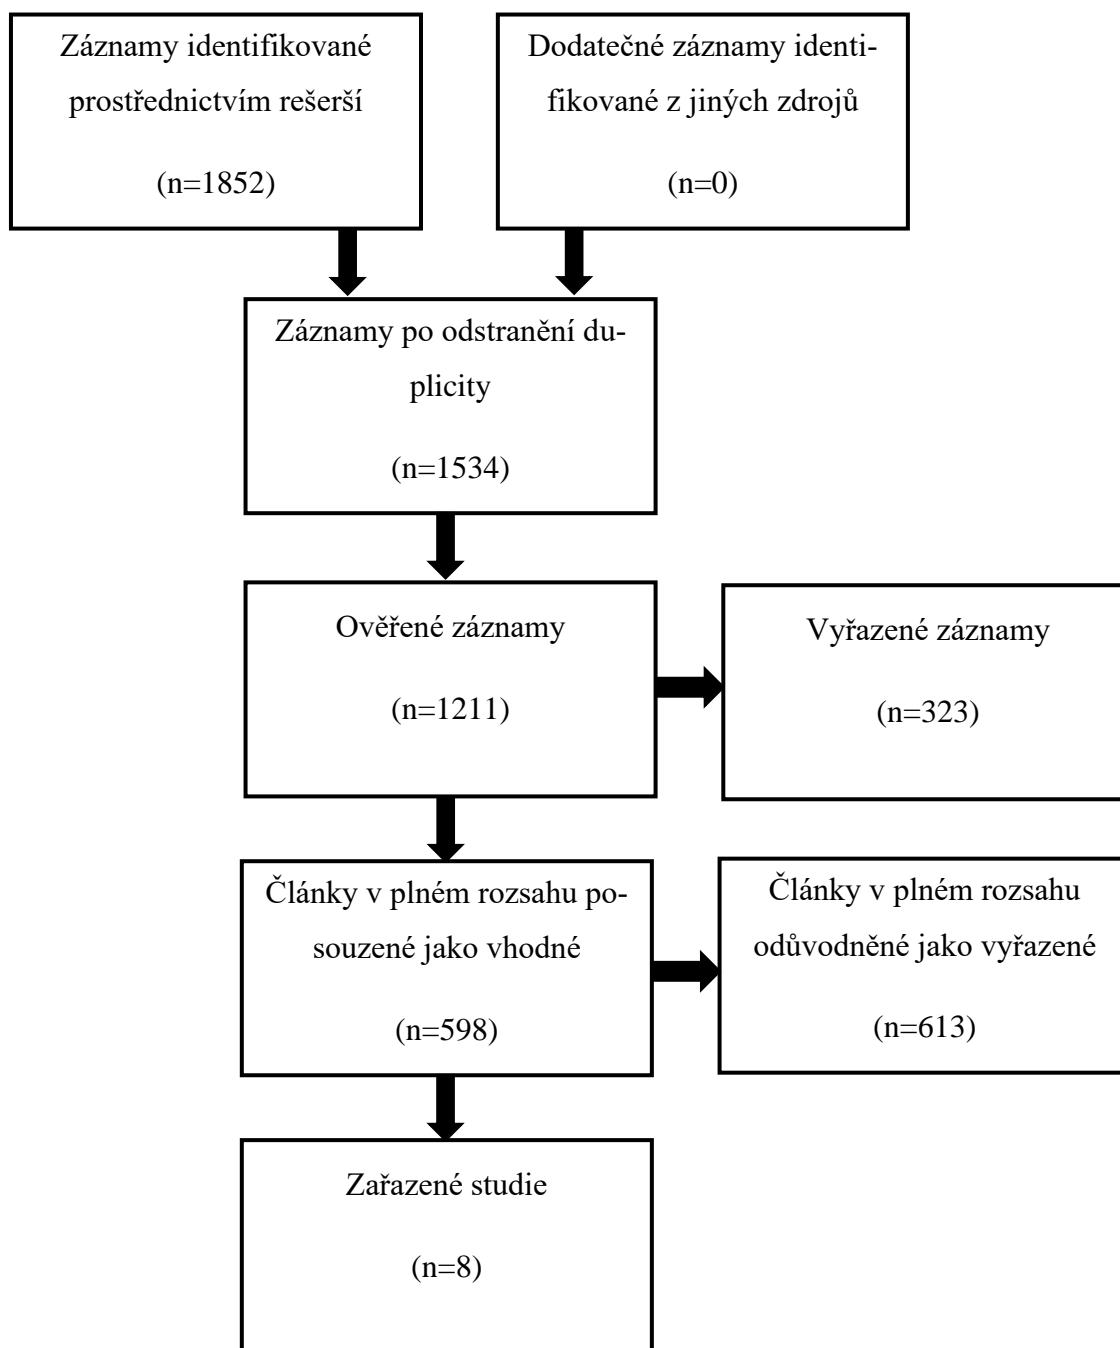 Záznamy identifikované
prostřednictvím rešerší
(n=1852)
Dodatečné záznamy identi-
fikované z jiných zdrojů
(n=0)
Záznamy po odstranění du-
plicity
(n=1534)
Ověřené záznamy
(n=1211)
Vyřazené záznamy
(n=323)
Články v plném rozsahu po-
souzené jako vhodné
(n=598)
Články v plném rozsahu
odůvodněné jako vyřazené
(n=613)
Zařazené studie
(n=8)